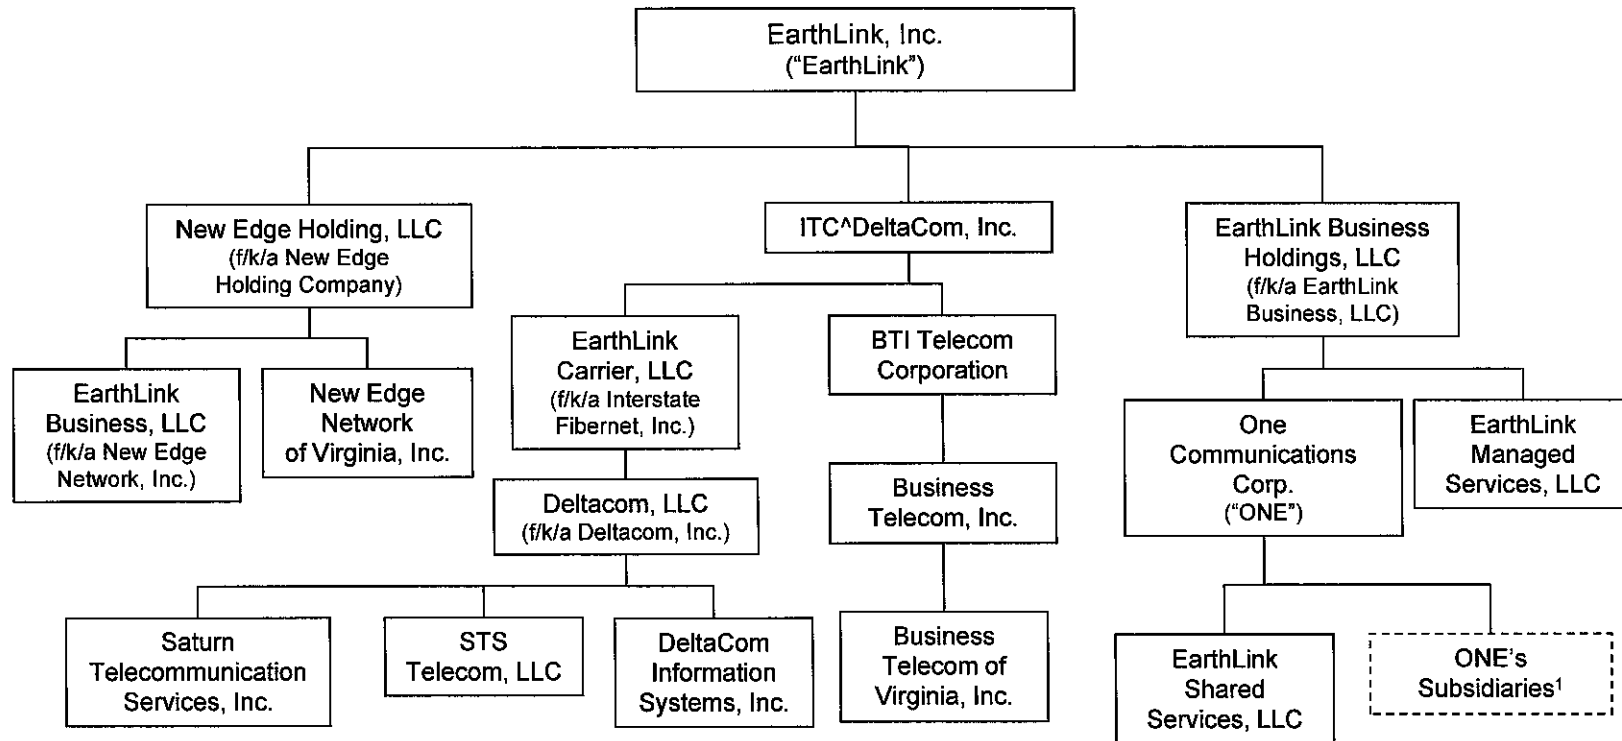 EarthLink, Inc.
(“EarthLink”)
New Edge Holding, LLC
(f/k/a New Edge
Holding Company)
ITC^DeltaCom, Inc.
EarthLink Business
Holdings, LLC
(f/k/a EarthLink
Business, LLC)
EarthLink
Business, LLC
(f/k/a New Edge
Network, Inc.)
New Edge
Network
of Virginia, Inc.
EarthLink
Carrier, LLC
(f/k/a Interstate
Fibernet, Inc.)
BTI Telecom
Corporation
One
Communications
Corp.
(“ONE”)
EarthLink
Managed
Services, LLC
Deltacom, LLC
(f/k/a Deltacom, Inc.)
Business
Telecom, Inc.
Saturn
Telecommunication
Services, Inc.
STS
Telecom, LLC
DeltaCom
Information
Systems, Inc.
Business
Telecom of
Virginia, Inc.
EarthLink
Shared
Services, LLC
ONE's
Subsidiaries¹